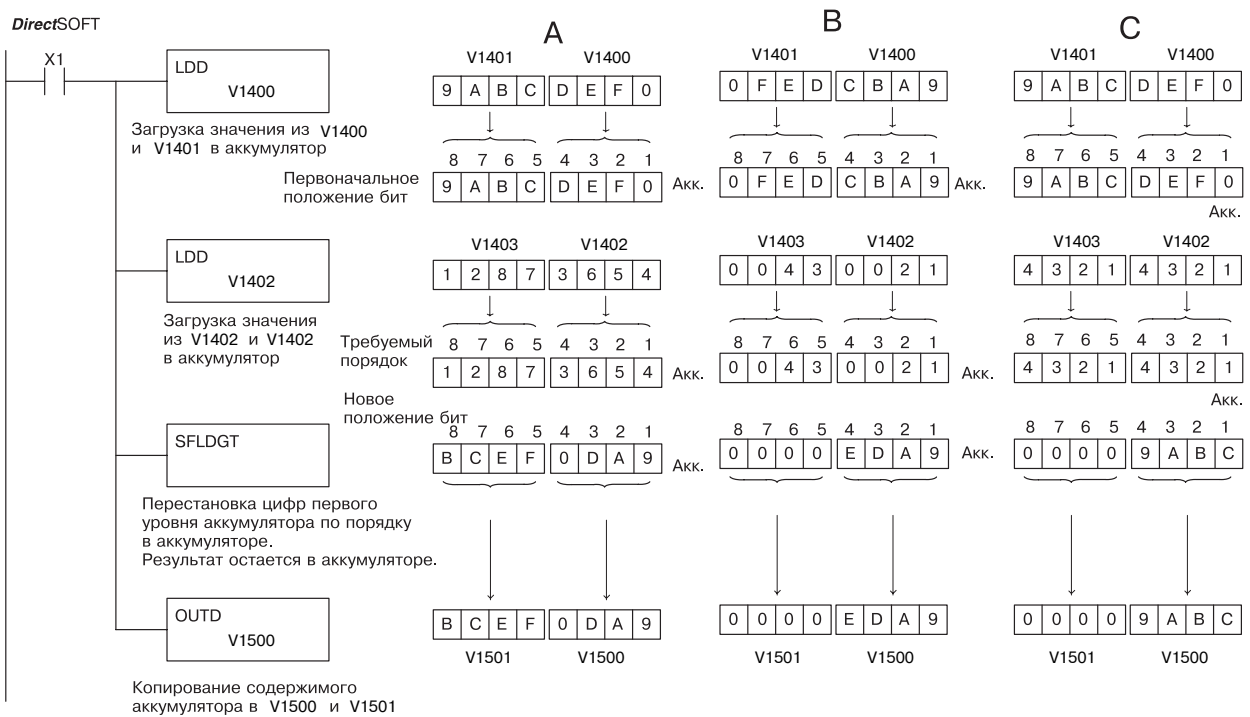 DirectSOFT
X1
LDD
V1400
Загрузка значения из V1400
и V1401 в аккумулятор
LDD
V1402
Загрузка значения
из V1402 и V1402
в аккумулятор
SFLDGT
Перестановка цифр первого
уровня аккумулятора по порядку
в аккумуляторе.
Результат остается в аккумуляторе.
OUTD
V1500
Копирование содержимого
аккумулятора в V1500 и V1501
Первоначальное
положение бит
Требуемый
порядок
Новое
положение бит
A
V1401 V1400
9 A B C D E F 0
8 7 6 5 4 3 2 1
9 A B C D E F 0
Акк.
V1403 V1402
1 2 8 7 3 6 5 4
8 7 6 5 4 3 2 1
1 2 8 7 3 6 5 4
Акк.
8 7 6 5 4 3 2 1
B C E F 0 D A 9
Акк.
B C E F 0 D A 9
V1501 V1500
B
V1401 V1400
0 F E D C B A 9
8 7 6 5 4 3 2 1
0 F E D C B A 9
Акк.
V1403 V1402
0 0 4 3 0 0 2 1
8 7 6 5 4 3 2 1
0 0 4 3 0 0 2 1
Акк.
8 7 6 5 4 3 2 1
0 0 0 0 E D A 9
Акк.
0 0 0 0 E D A 9
V1501 V1500
C
V1401 V1400
9 A B C D E F 0
8 7 6 5 4 3 2 1
9 A B C D E F 0
Акк.
V1403 V1402
4 3 2 1 4 3 2 1
8 7 6 5 4 3 2 1
4 3 2 1 4 3 2 1
Акк.
8 7 6 5 4 3 2 1
0 0 0 0 9 A B C
0 0 0 0 9 A B C
V1501 V1500